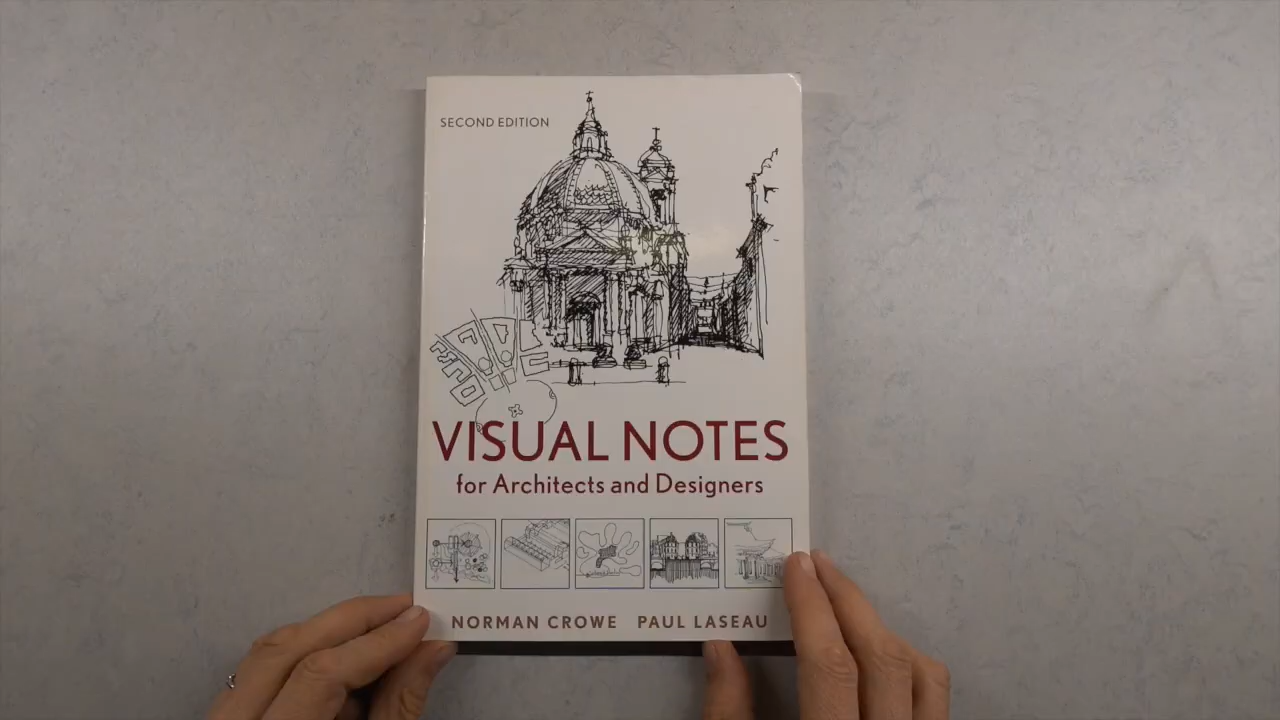 SECOND EDITION
VISUAL NOTES
for Architects and Designers
NORMAN CROWE PAUL LASEAU